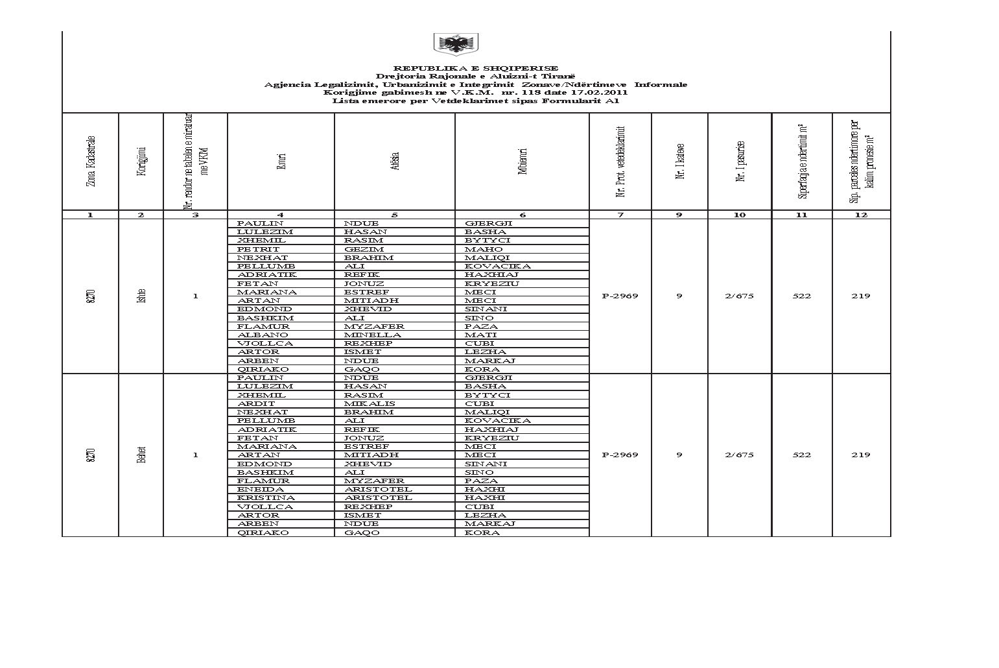 REPUBLIKA E SHQIPERISE
Drejtoria Rajonale e Aluizni-t Tiranë
Agjencia Legalizimit, Urbanizimit e Integrimit Zonave/Ndërtimeve Informale
Korigjime gabimesh ne V.K.M. nr. 118 date 17.02.2011
Lista emerore per Vetdeklarimet sipas Formularit A1
Zona Kadastrale
Korigjimi
Nr. rendor ne tabelen e miratuar
me VKM
Emri
Atësia
Mbiemri
Nr. Prot. vetedeklarimit
Nr. I kateve
Nr. I pasurise
Siperfaqja e ndertimit m²
Sip. parceles ndertimore per
kalim pronesie m²
1 2 3 4 5 6 7 9 10 11 12
8270 Ishte 1 P-2969 9 2/675 522 219
PAULIN NDUE GJERGJI
LULEZIM HASAN BASHA
XHEMIL RASIM BYTYCI
PETRIT GEZIM MAHO
NEXHAT BRAHIM MALIQI
PELLUMB ALI KOVACIKA
ADRIATIK REFIK HAXHIAJ
FETAN JONUZ KRYEZIU
MARIANA ESTREF MECI
ARTAN MITIADH MECI
EDMOND XHEVID SINANI
BASHKIM ALI SINO
FLAMUR MYZAFER PAZA
ALBANO MINELLA MATI
VJOLLCA REXHEP CUBI
ARTOR ISMET LEZHA
ARBEN NDUE MARKAJ
QIRIAKO GAQO KORA
8270 Behet 1 P-2969 9 2/675 522 219
PAULIN NDUE GJERGJI
LULEZIM HASAN BASHA
XHEMIL RASIM BYTYCI
ARDIT MIKALIS CUBI
NEXHAT BRAHIM MALIQI
PELLUMB ALI KOVACIKA
ADRIATIK REFIK HAXHIAJ
FETAN JONUZ KRYEZIU
MARIANA ESTREF MECI
ARTAN MITIADH MECI
EDMOND XHEVID SINANI
BASHKIM ALI SINO
FLAMUR MYZAFER PAZA
ENEIDA ARISTOTEL HAXHI
KRISTINA ARISTOTEL HAXHI
VJOLLCA REXHEP CUBI
ARTOR ISMET LEZHA
ARBEN NDUE MARKAJ
QIRIAKO GAQO KORA